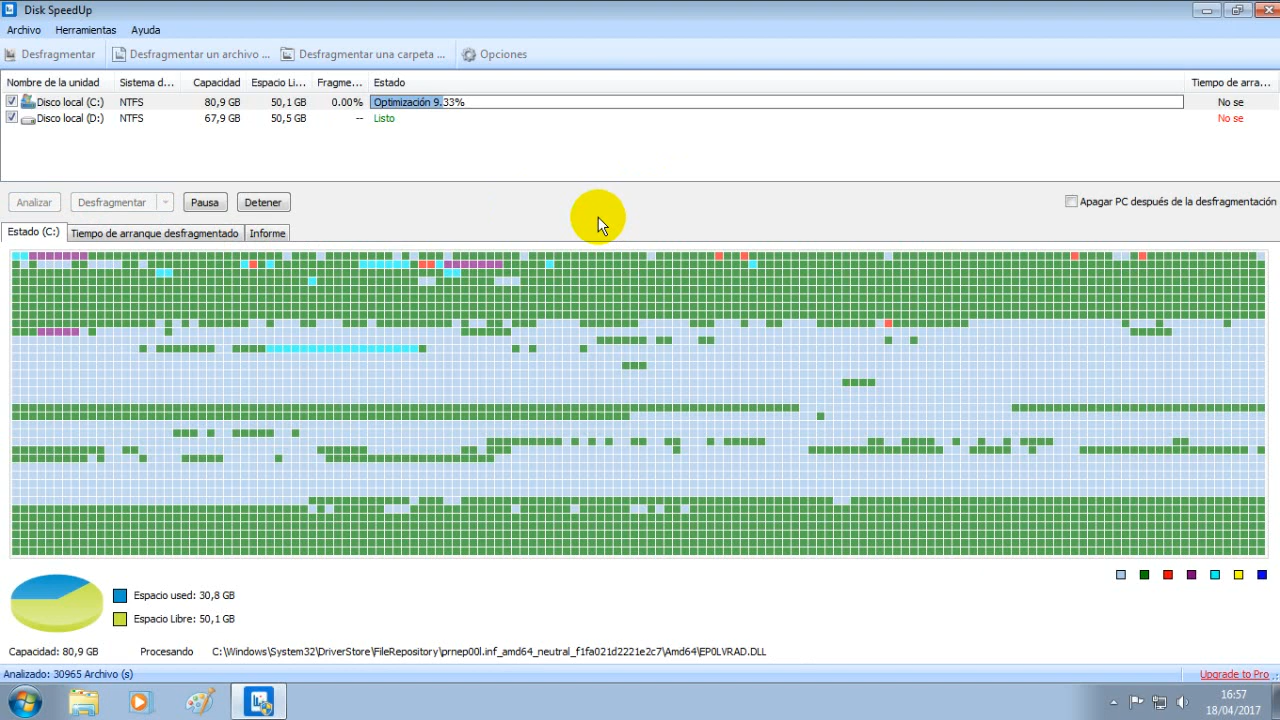 Disk SpeedUp
Archivo Herramientas Ayuda
Desfragmentar Desfragmentar un archivo ... Desfragmentar una carpeta ... Opciones
Nombre de la unidad Sistema d... Capacidad Espacio Li... Fragme... Estado Tiempo de arra...
Disco local (C:) NTFS 80,9 GB 50,1 GB 0.00% Optimización 9.33% No se
Disco local (D:) NTFS 67,9 GB 50,5 GB -- Listo No se
Analizar Desfragmentar Pausa Detener Apagar PC después de la desfragmentación
Estado (C:) Tiempo de arranque desfragmentado Informe
Espacio used: 30,8 GB
Espacio Libre: 50,1 GB
Capacidad: 80,9 GB Procesando C:\Windows\System32\DriverStore\FileRepository\prnep00l.inf_amd64_neutral_f1fa021d2221e2c7\Amd64\EP0LVRAD.DLL
Analizado: 30965 Archivo (s) Upgrade to Pro
16:57
18/04/2017